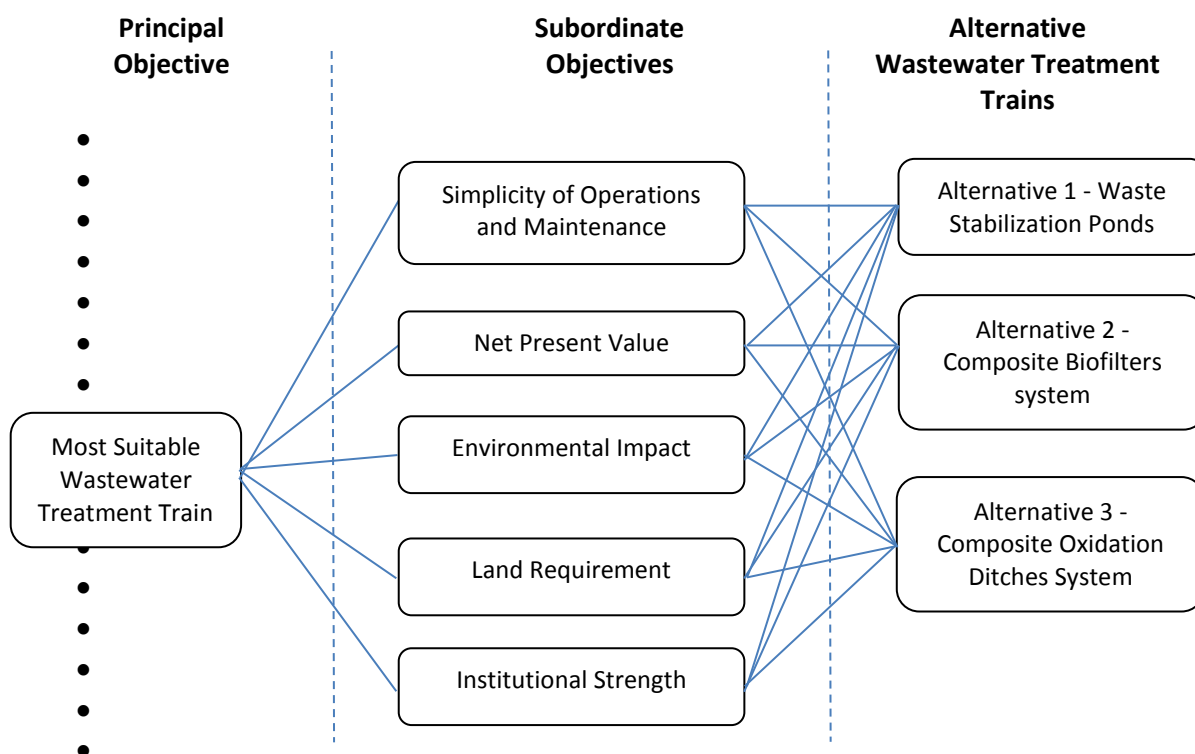 Principal
Objective
Subordinate
Objectives
Alternative
Wastewater Treatment
Trains
Most Suitable
Wastewater
Treatment Train
Simplicity of Operations
and Maintenance
Net Present Value
Environmental Impact
Land Requirement
Institutional Strength
Alternative 1 - Waste
Stabilization Ponds
Alternative 2 -
Composite Biofilters
system
Alternative 3 -
Composite Oxidation
Ditches System